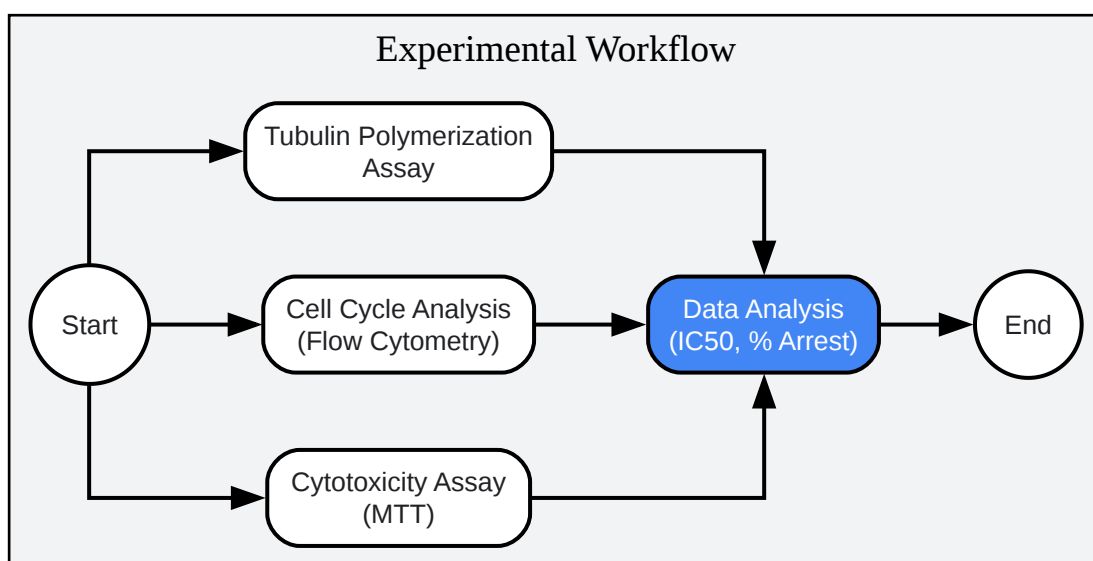 Experimental Workflow
Tubulin Polymerization
Assay
Start
Cell Cycle Analysis
(Flow Cytometry)
Data Analysis
(IC50, % Arrest)
End
Cytotoxicity Assay
(MTT)